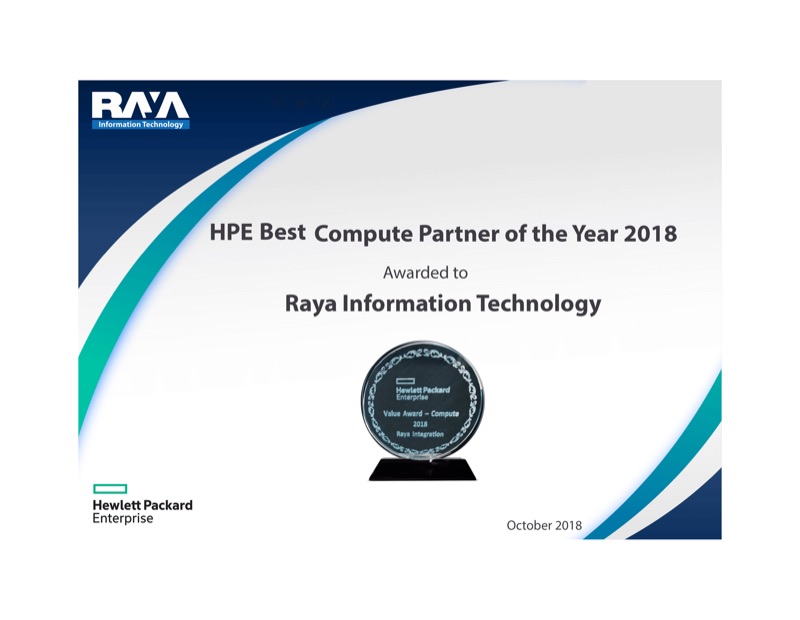 RAYA
Information Technology
HPE Best Compute Partner of the Year 2018
Awarded to
Raya Information Technology
Hewlett Packard
Enterprise
Value Award – Compute
2018
Raya Integration
Hewlett Packard
Enterprise
October 2018